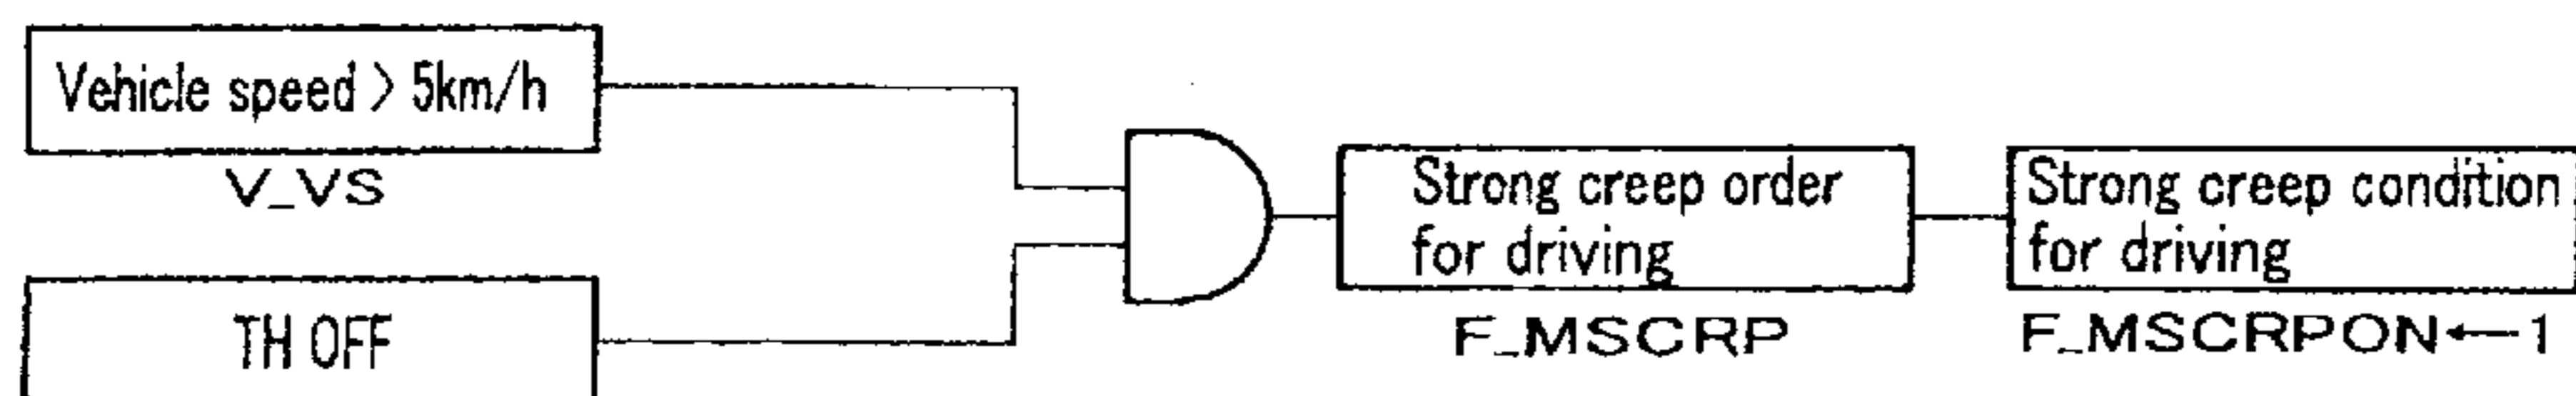 Vehicle speed > 5km/h
V_VS
TH OFF
Strong creep order
for driving
F_MSCRP
Strong creep condition
for driving
F_MSCRPON←1